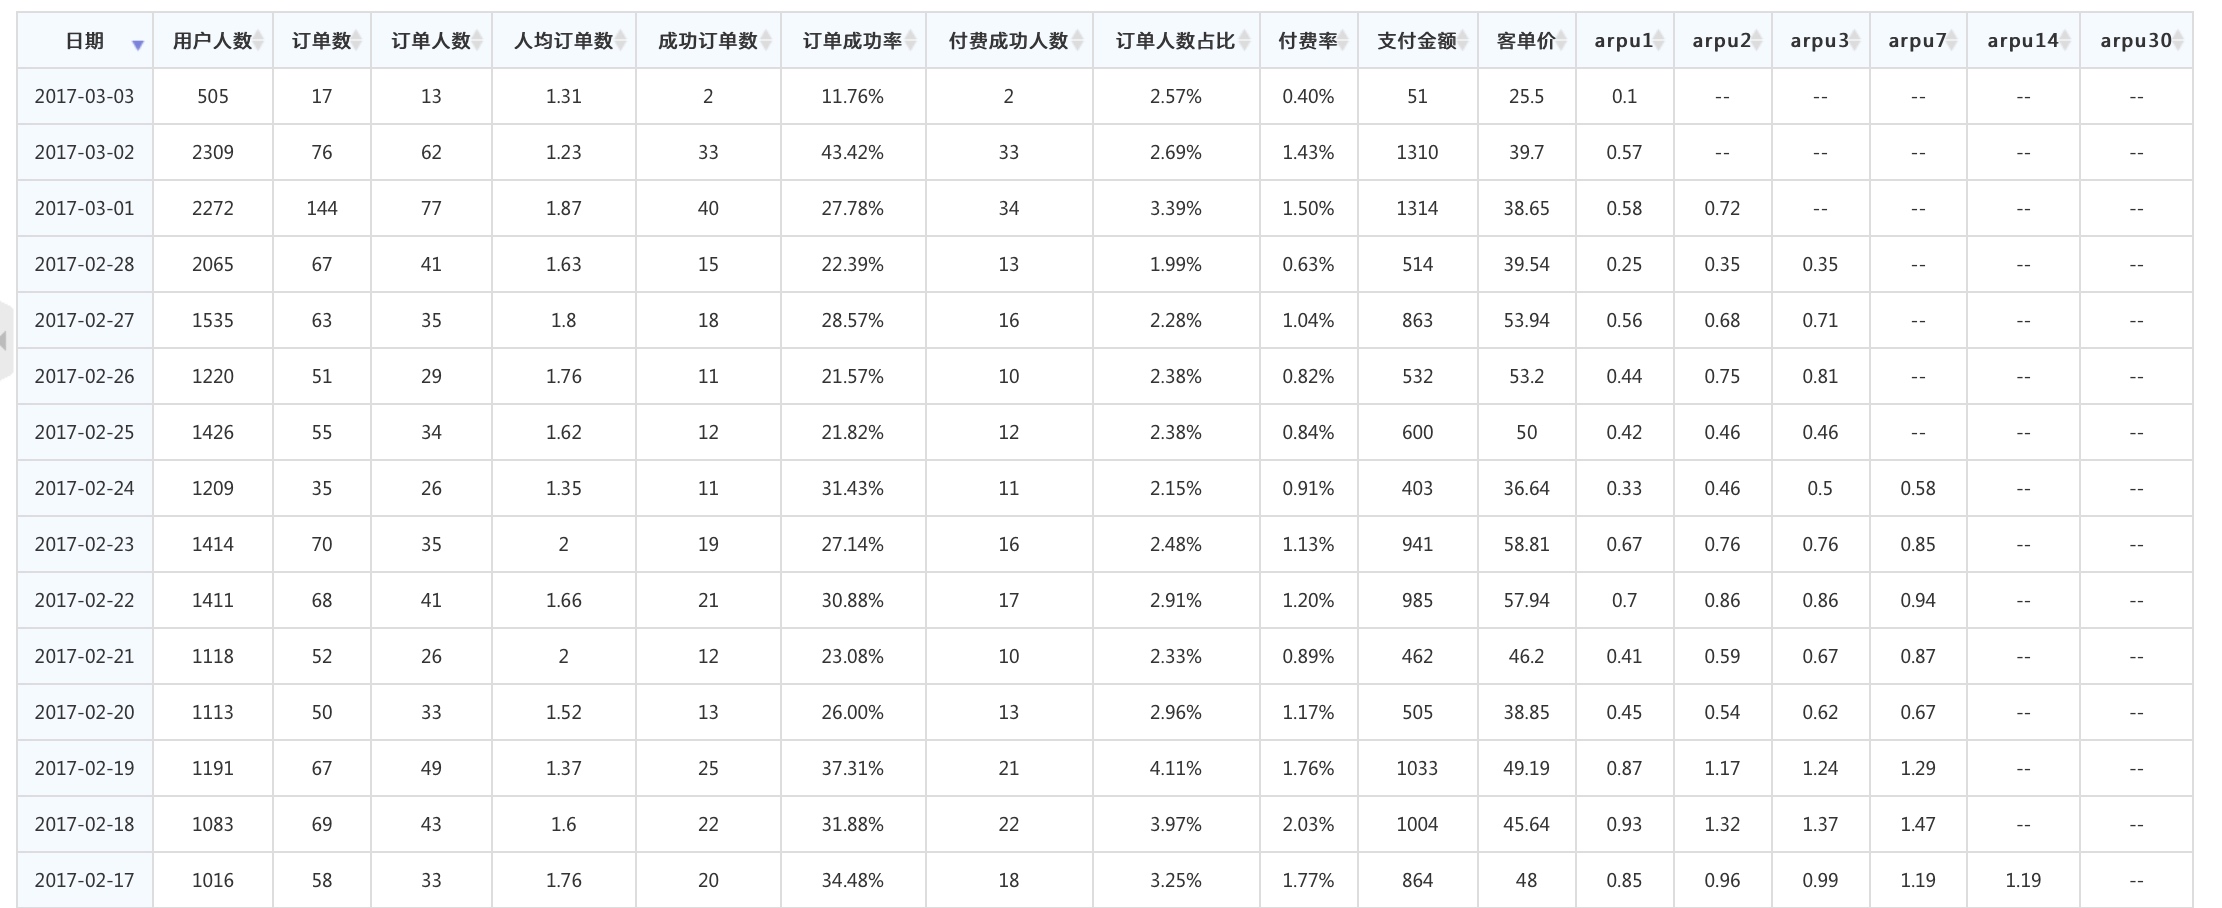 日期 用户人数 订单数 订单人数 人均订单数 成功订单数 订单成功率 付费成功人数 订单人数占比 付费率 支付金额 客单价 arpu1 arpu2 arpu3 arpu7 arpu14 arpu30
2017-03-03 505 17 13 1.31 2 11.76% 2 2.57% 0.40% 51 25.5 0.1 -- -- -- -- --
2017-03-02 2309 76 62 1.23 33 43.42% 33 2.69% 1.43% 1310 39.7 0.57 -- -- -- -- --
2017-03-01 2272 144 77 1.87 40 27.78% 34 3.39% 1.50% 1314 38.65 0.58 0.72 -- -- -- --
2017-02-28 2065 67 41 1.63 15 22.39% 13 1.99% 0.63% 514 39.54 0.25 0.35 0.35 -- -- --
2017-02-27 1535 63 35 1.8 18 28.57% 16 2.28% 1.04% 863 53.94 0.56 0.68 0.71 -- -- --
2017-02-26 1220 51 29 1.76 11 21.57% 10 2.38% 0.82% 532 53.2 0.44 0.75 0.81 -- -- --
2017-02-25 1426 55 34 1.62 12 21.82% 12 2.38% 0.84% 600 50 0.42 0.46 0.46 -- -- --
2017-02-24 1209 35 26 1.35 11 31.43% 11 2.15% 0.91% 403 36.64 0.33 0.46 0.5 0.58 -- --
2017-02-23 1414 70 35 2 19 27.14% 16 2.48% 1.13% 941 58.81 0.67 0.76 0.76 0.85 -- --
2017-02-22 1411 68 41 1.66 21 30.88% 17 2.91% 1.20% 985 57.94 0.7 0.86 0.86 0.94 -- --
2017-02-21 1118 52 26 2 12 23.08% 10 2.33% 0.89% 462 46.2 0.41 0.59 0.67 0.87 -- --
2017-02-20 1113 50 33 1.52 13 26.00% 13 2.96% 1.17% 505 38.85 0.45 0.54 0.62 0.67 -- --
2017-02-19 1191 67 49 1.37 25 37.31% 21 4.11% 1.76% 1033 49.19 0.87 1.17 1.24 1.29 -- --
2017-02-18 1083 69 43 1.6 22 31.88% 22 3.97% 2.03% 1004 45.64 0.93 1.32 1.37 1.47 -- --
2017-02-17 1016 58 33 1.76 20 34.48% 18 3.25% 1.77% 864 48 0.85 0.96 0.99 1.19 1.19 --